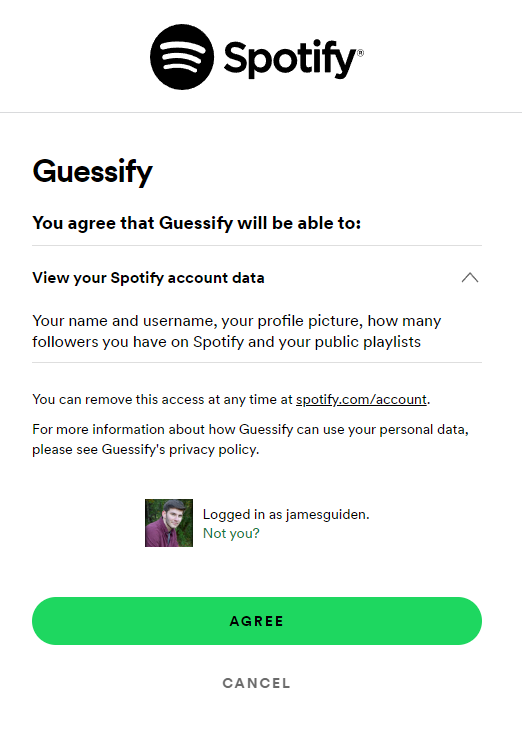 Spotify®
Guessify
You agree that Guessify will be able to:
View your Spotify account data
Your name and username, your profile picture, how many
followers you have on Spotify and your public playlists
You can remove this access at any time at spotify.com/account.
For more information about how Guessify can use your personal data,
please see Guessify's privacy policy.
Logged in as jamesguiden.
Not you?
AGREE
CANCEL